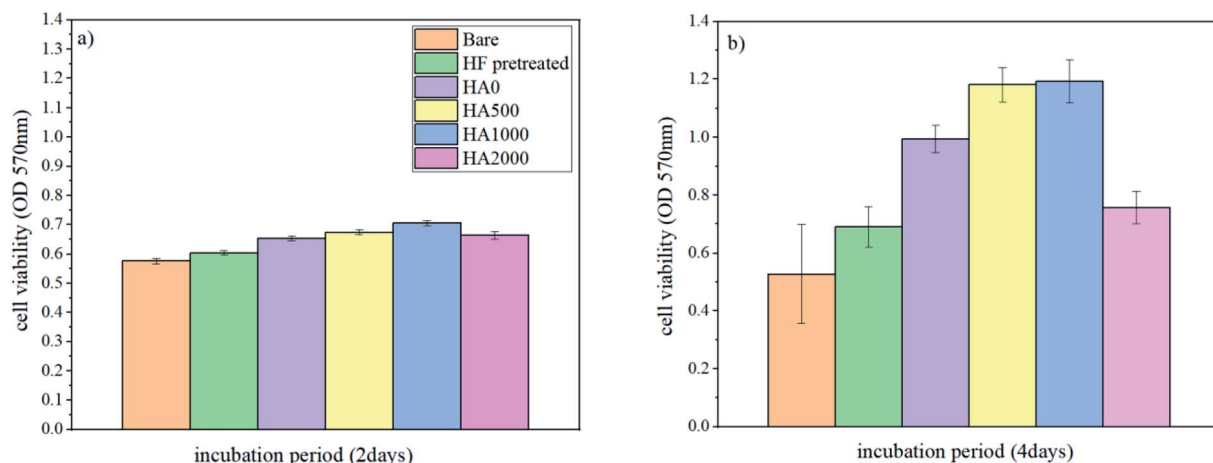 a)
1.4
1.3
1.2
1.1
1.0
0.9
0.8
0.7
0.6
0.5
0.4
0.3
0.2
0.1
0.0
cell viability (OD 570nm)
Bare
HF pretreated
HA0
HA500
HA1000
HA2000
incubation period (2days)
b)
1.4
1.2
1.0
0.8
0.6
0.4
0.2
0.0
cell viability (OD 570nm)
incubation period (4days)